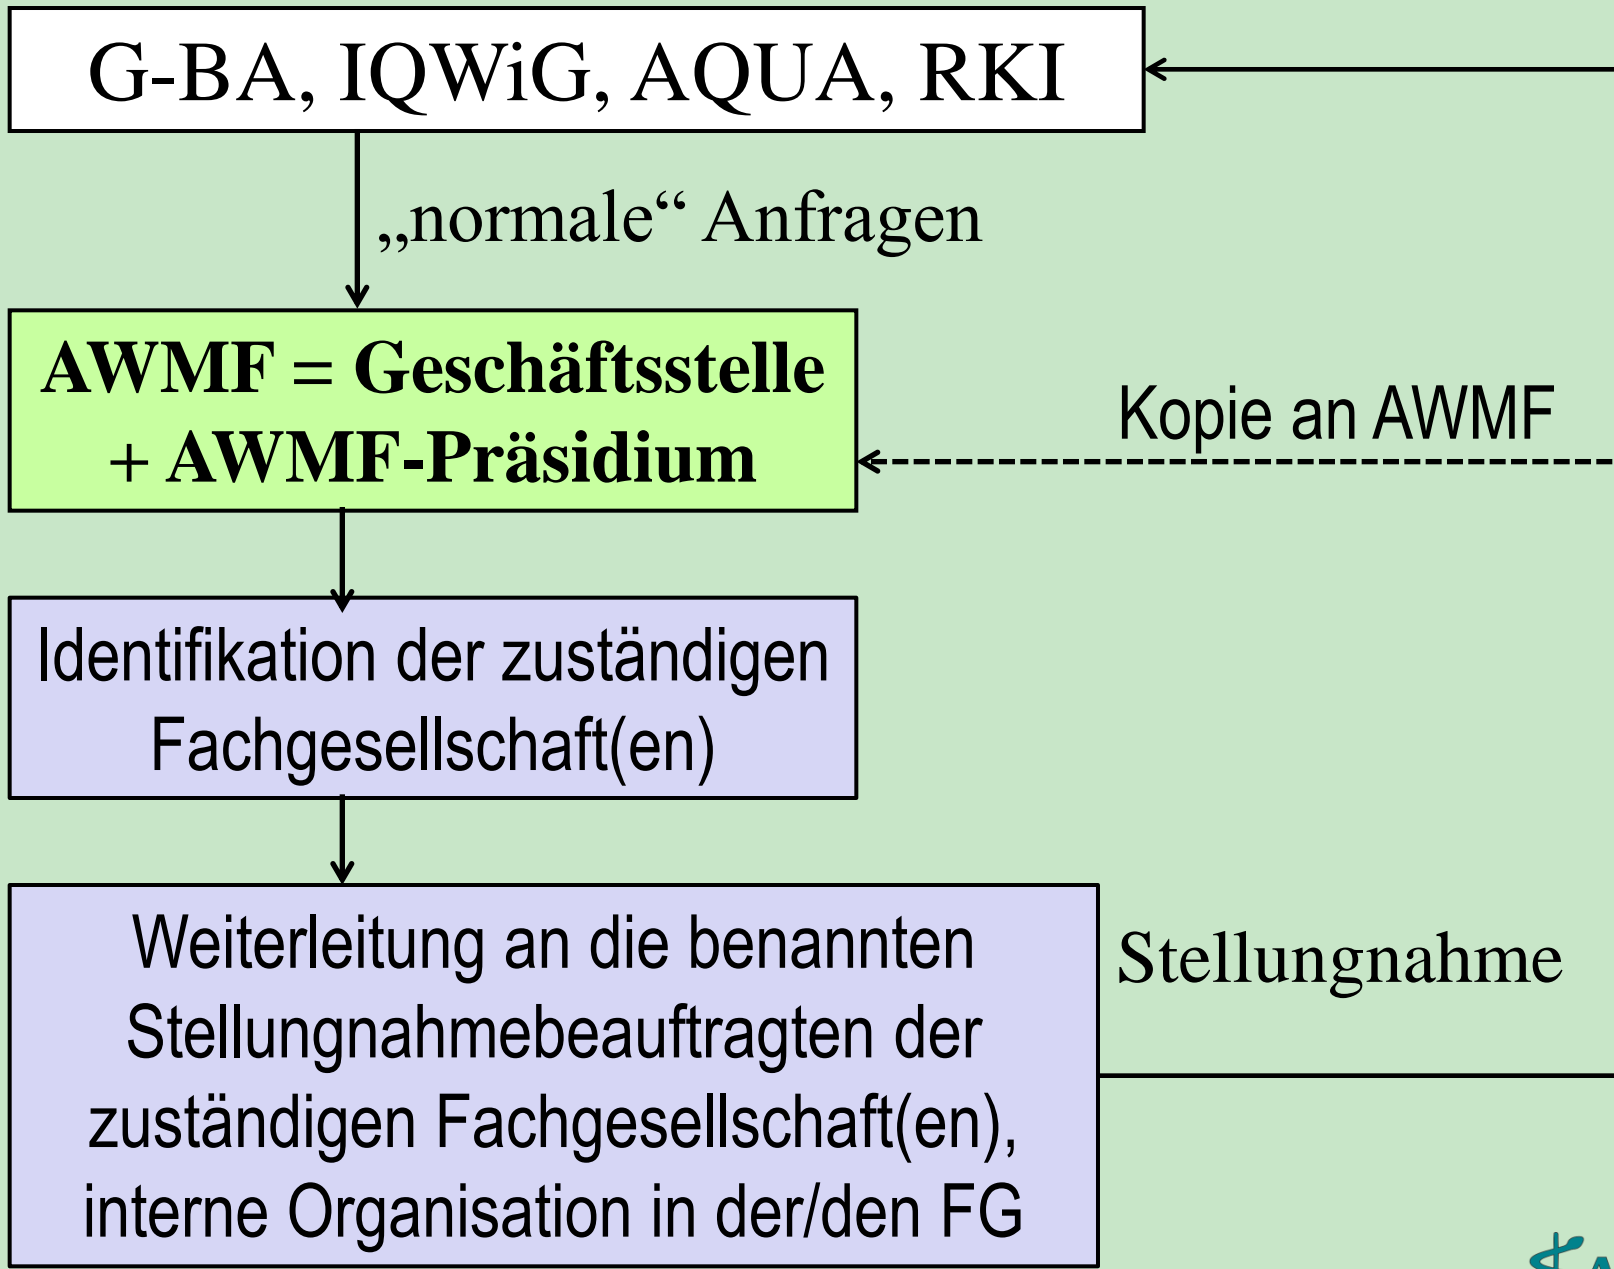 G-BA, IQWiG, AQUA, RKI
„normale“ Anfragen
AWMF = Geschäftsstelle
+ AWMF-Präsidium
Kopie an AWMF
Identifikation der zuständigen
Fachgesellschaft(en)
Weiterleitung an die benannten
Stellungnahmebeauftragten der
zuständigen Fachgesellschaft(en),
interne Organisation in der/den FG
Stellungnahme